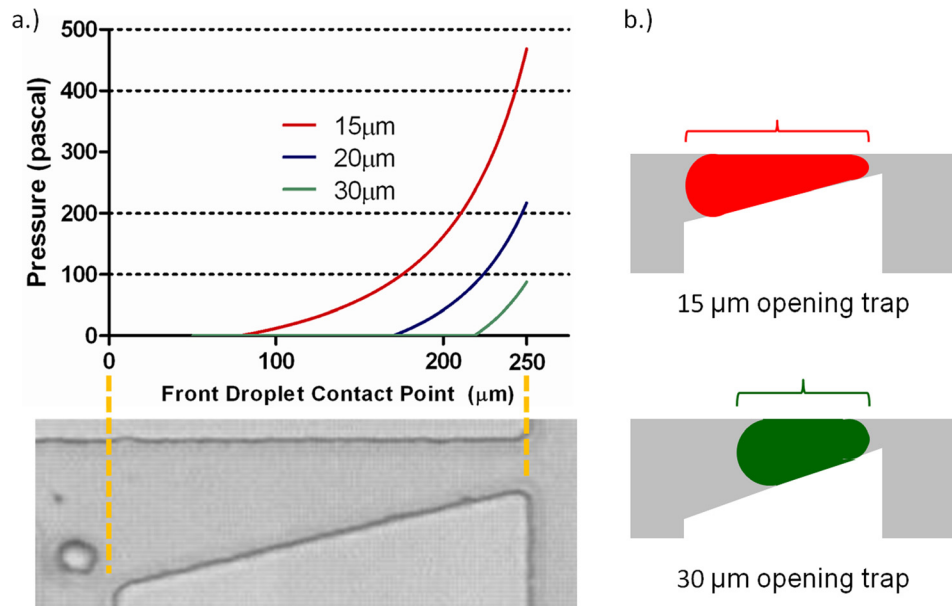 a.)
500
400
300
200
100
0
Pressure (pascal)
15μm
20μm
30μm
0
100
200
250
Front Droplet Contact Point (μm)
b.)
15 μm opening trap
30 μm opening trap